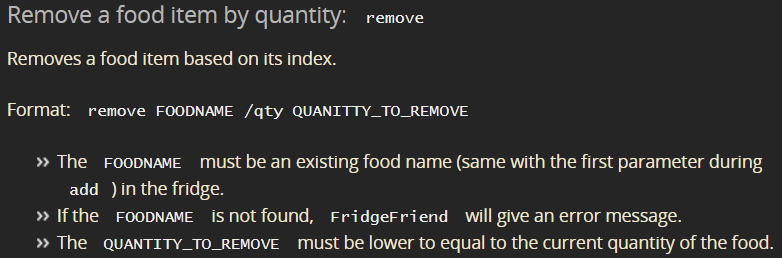 Remove a food item by quantity: remove
Removes a food item based on its index.
Format: remove FOODNAME /qty QUANITTY_TO_REMOVE
» The FOODNAME must be an existing food name (same with the first parameter during
add ) in the fridge.
» If the FOODNAME is not found, FridgeFriend will give an error message.
» The QUANTITY_TO_REMOVE must be lower to equal to the current quantity of the food.